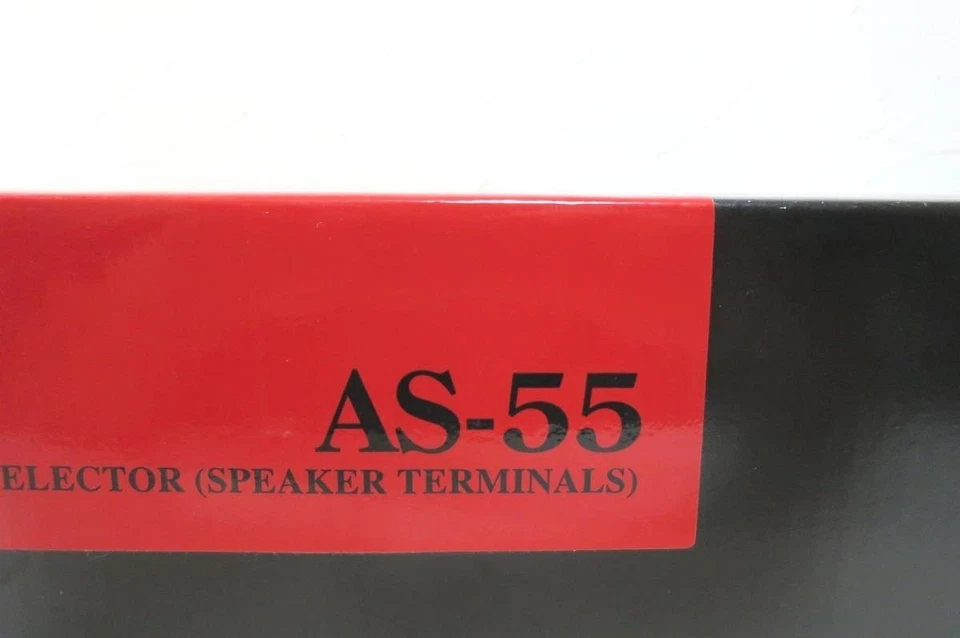 AS-55
ELECTOR (SPEAKER TERMINALS)